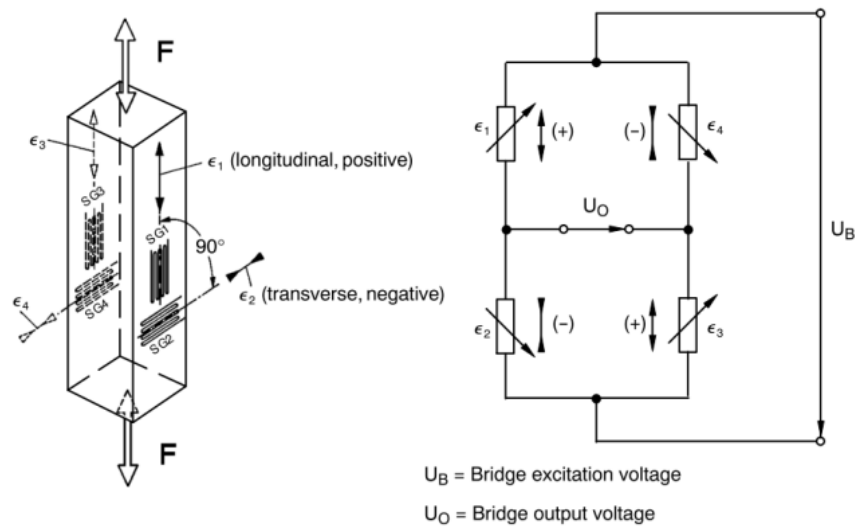 F
ϵ3
ϵ1 (longitudinal, positive)
SG3
SG1
90°
ϵ4
SG4
SG2
ϵ2 (transverse, negative)
F
ϵ1
(+)
(-)
ϵ4
UO
UB
ϵ2
(-)
(+)
ϵ3
UB = Bridge excitation voltage
UO = Bridge output voltage